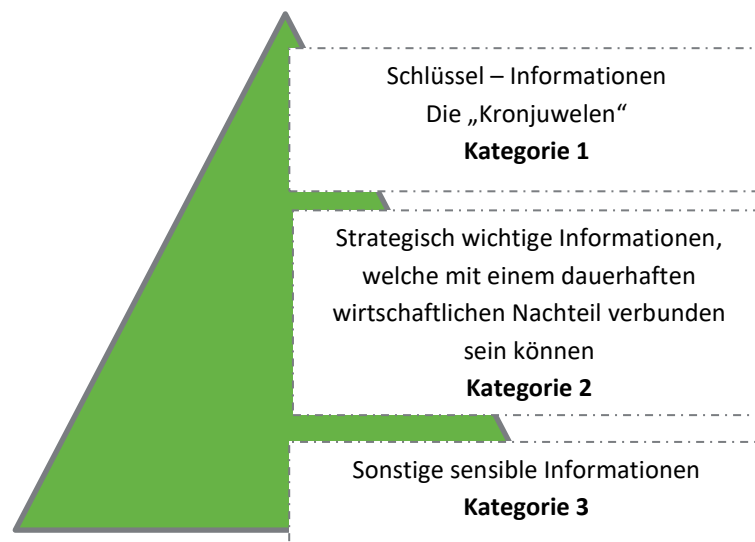 Schlüssel – Informationen
Die „Kronjuwelen“
Kategorie 1
Strategisch wichtige Informationen,
welche mit einem dauerhaften
wirtschaftlichen Nachteil verbunden
sein können
Kategorie 2
Sonstige sensible Informationen
Kategorie 3